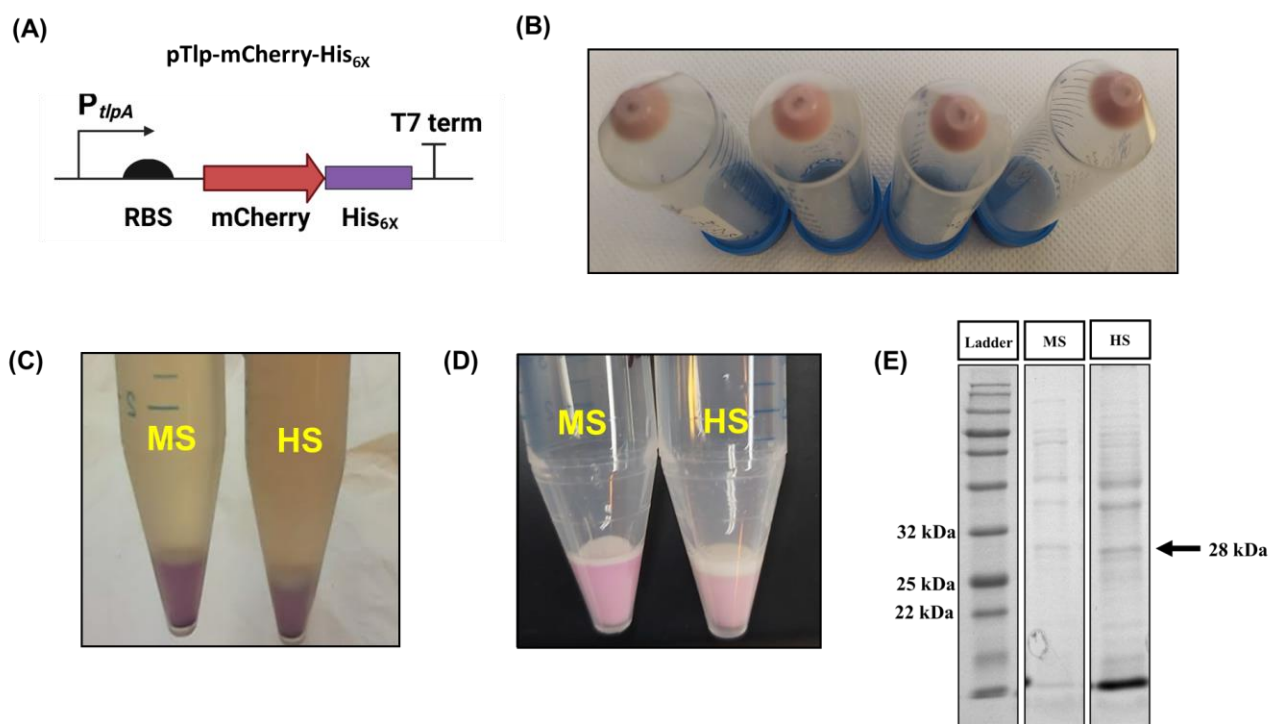 (A)
pTlp-mCherry-His6X
PtlpA
T7 term
RBS
mCherry
His6X
(B)
(C)
MS
HS
(D)
MS
HS
(E)
Ladder
MS
HS
32 kDa
25 kDa
22 kDa
28 kDa